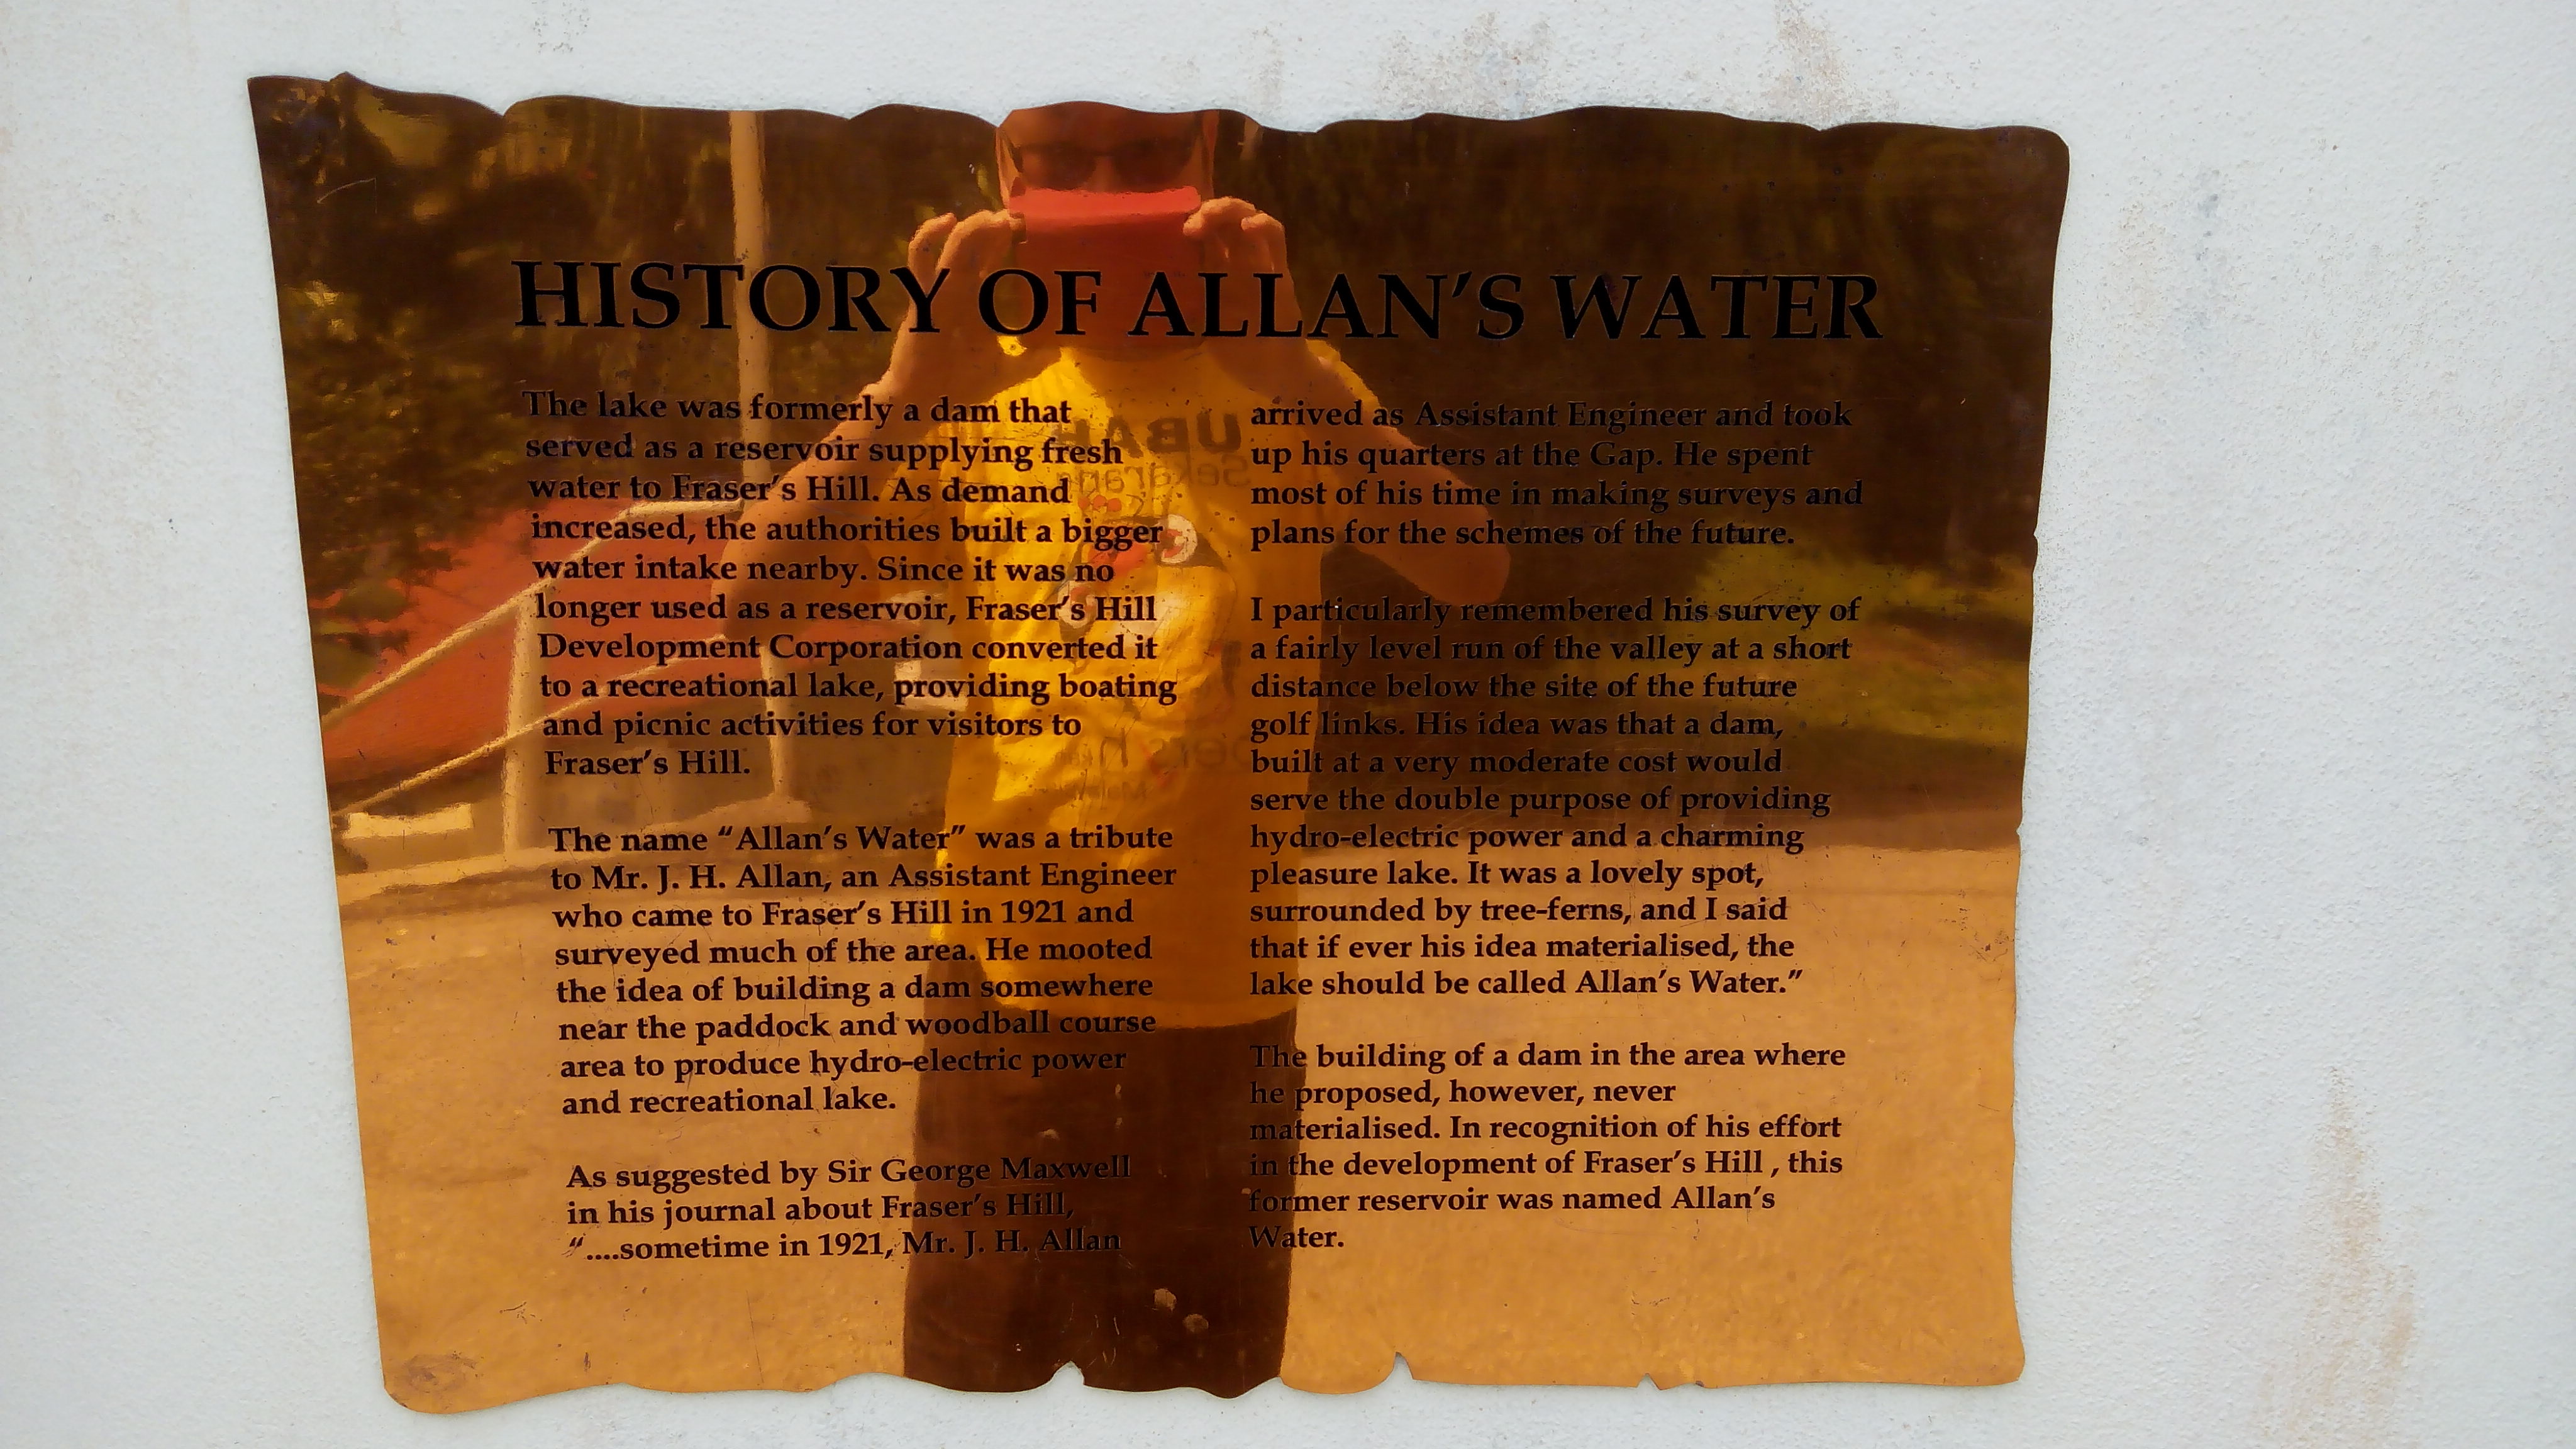 HISTORY OF ALLAN'S WATER
The lake was formerly a dam that
served as a reservoir supplying fresh
water to Fraser's Hill. As demand
increased, the authorities built a bigger
water intake nearby. Since it was no
longer used as a reservoir, Fraser's Hill
Development Corporation converted it
to a recreational lake, providing boating
and picnic activities for visitors to
Fraser's Hill.
The name "Allan's Water" was a tribute
to Mr. J. H. Allan, an Assistant Engineer
who came to Fraser's Hill in 1921 and
surveyed much of the area. He mooted
the idea of building a dam somewhere
near the paddock and woodball course
area to produce hydro-electric power
and recreational lake.
As suggested by Sir George Maxwell
in his journal about Fraser's Hill,
"....sometime in 1921, Mr. J. H. Allan
arrived as Assistant Engineer and took
up his quarters at the Gap. He spent
most of his time in making surveys and
plans for the schemes of the future.
I particularly remembered his survey of
a fairly level run of the valley at a short
distance below the site of the future
golf links. His idea was that a dam,
built at a very moderate cost would
serve the double purpose of providing
hydro-electric power and a charming
pleasure lake. It was a lovely spot,
surrounded by tree-ferns, and I said
that if ever his idea materialised, the
lake should be called Allan's Water."
The building of a dam in the area where
he proposed, however, never
materialised. In recognition of his effort
in the development of Fraser's Hill , this
former reservoir was named Allan's
Water.
UBAH
Sekarang